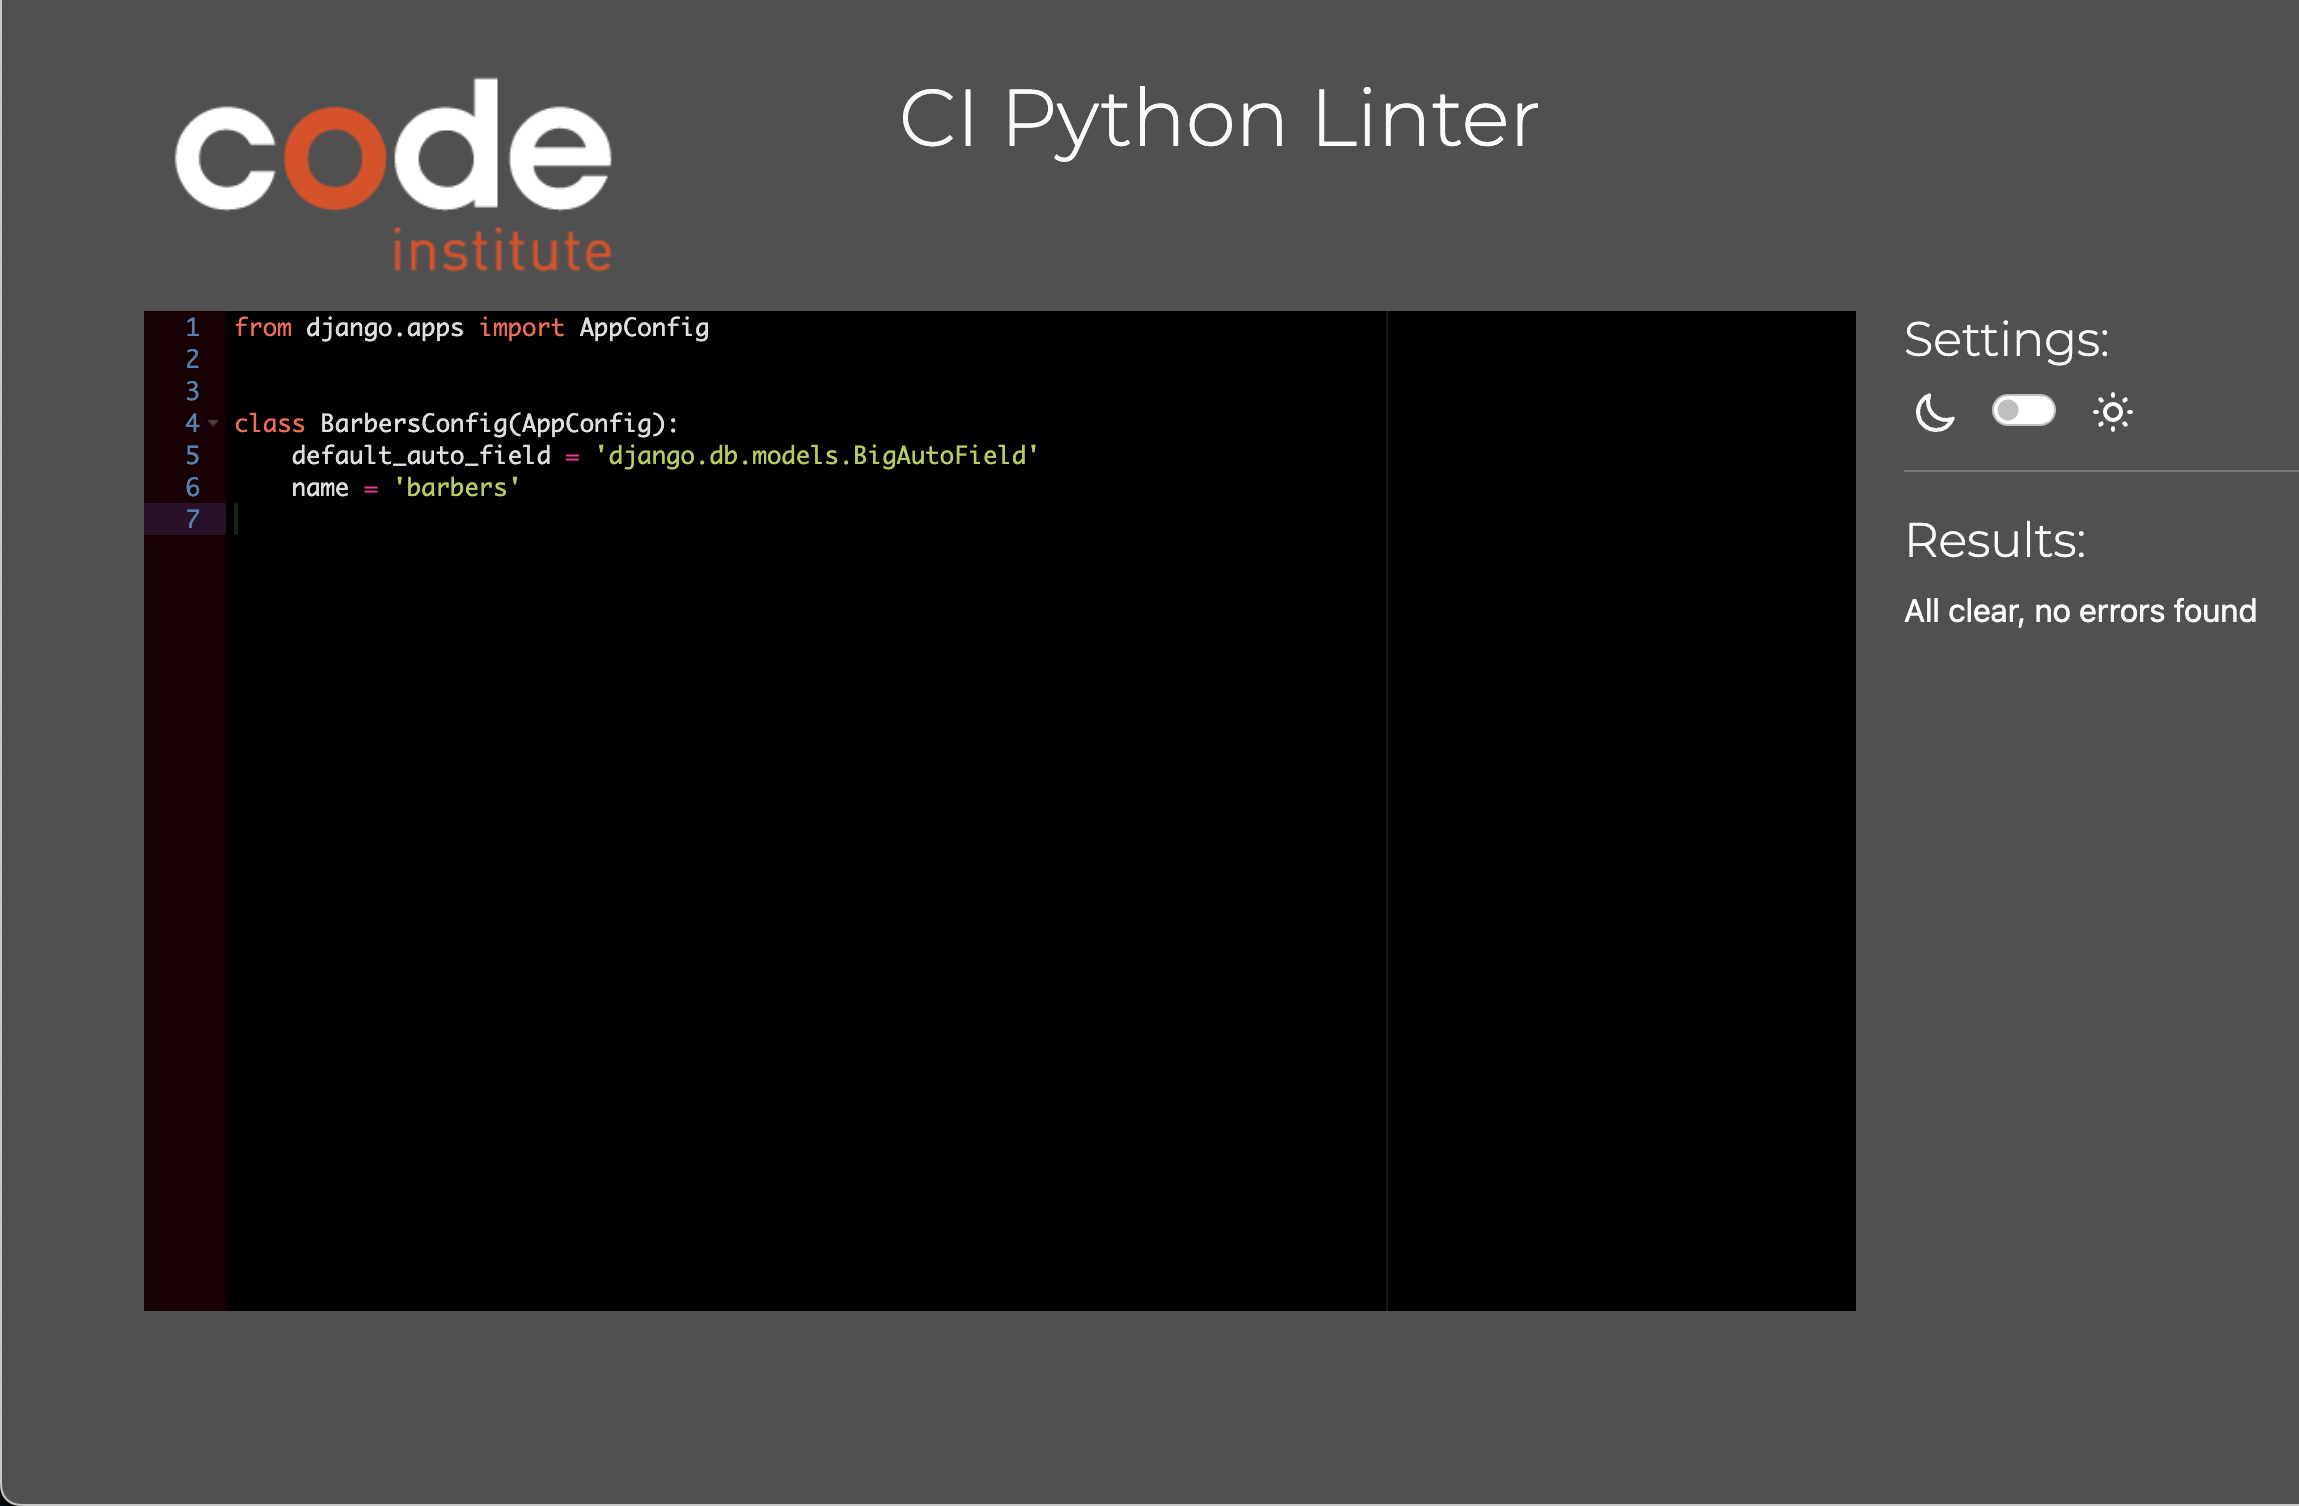 code
institute
CI Python Linter
1 from django.apps import AppConfig
2
3
4 class BarbersConfig(AppConfig):
5     default_auto_field = 'django.db.models.BigAutoField'
6     name = 'barbers'
7
Settings:
Results:
All clear, no errors found